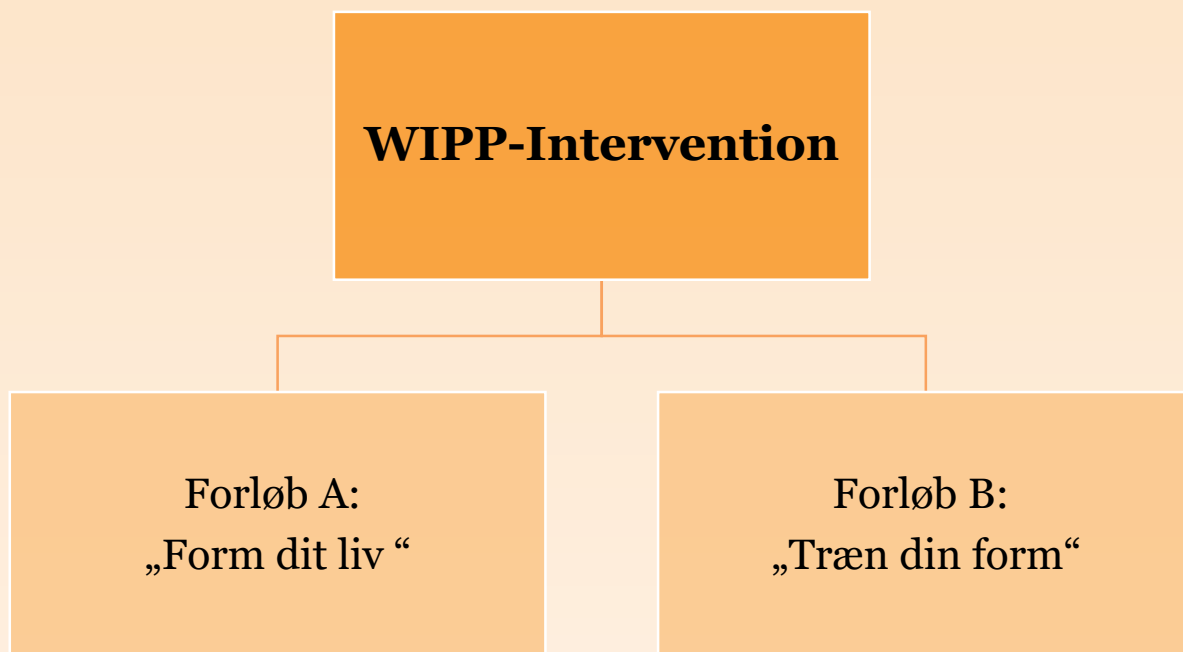 WIPP-Intervention
Forløb A:
„Form dit liv “
Forløb B:
„Træn din form“